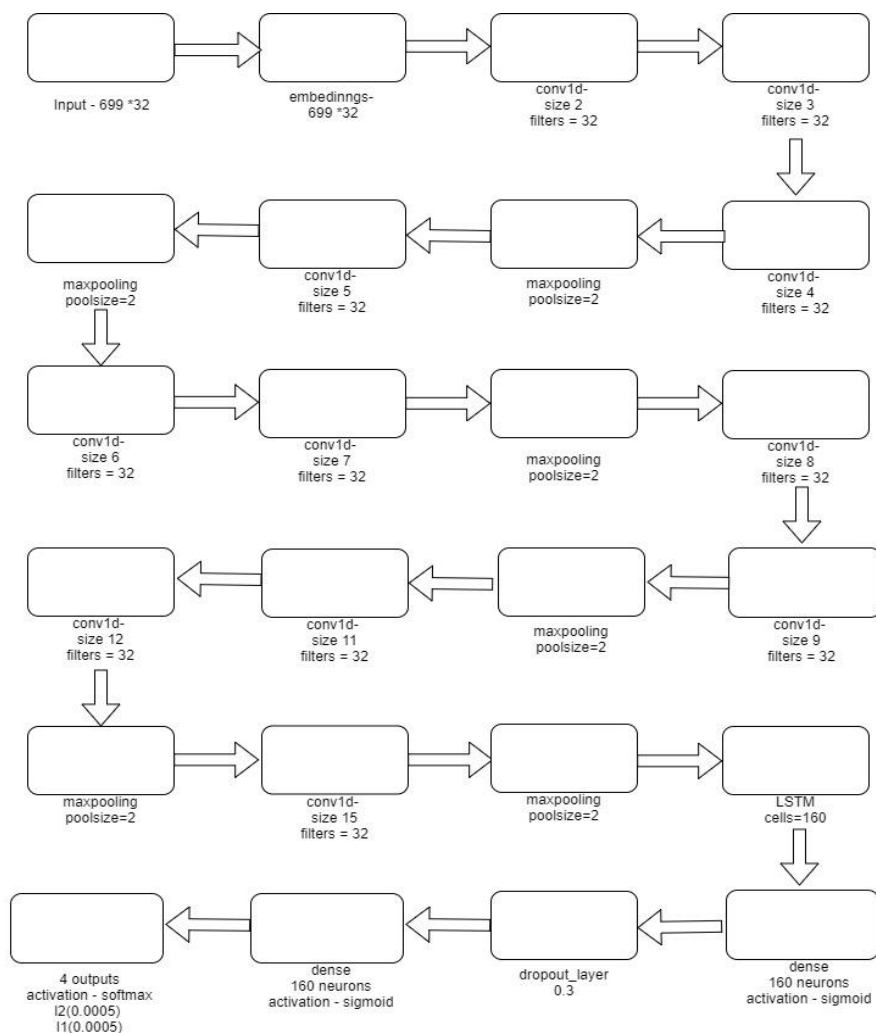 Input - 699 *32
embedinngs-
699 *32
conv1d-
size 2
filters = 32
conv1d-
size 3
filters = 32
conv1d-
size 4
filters = 32
maxpooling
poolsize=2
conv1d-
size 5
filters = 32
maxpooling
poolsize=2
conv1d-
size 6
filters = 32
conv1d-
size 7
filters = 32
maxpooling
poolsize=2
conv1d-
size 8
filters = 32
conv1d-
size 9
filters = 32
maxpooling
poolsize=2
conv1d-
size 11
filters = 32
conv1d-
size 12
filters = 32
maxpooling
poolsize=2
conv1d-
size 15
filters = 32
maxpooling
poolsize=2
LSTM
cells=160
dense
160 neurons
activation - sigmoid
dropout_layer
0.3
dense
160 neurons
activation - sigmoid
4 outputs
activation - softmax
l2(0.0005)
l1(0.0005)